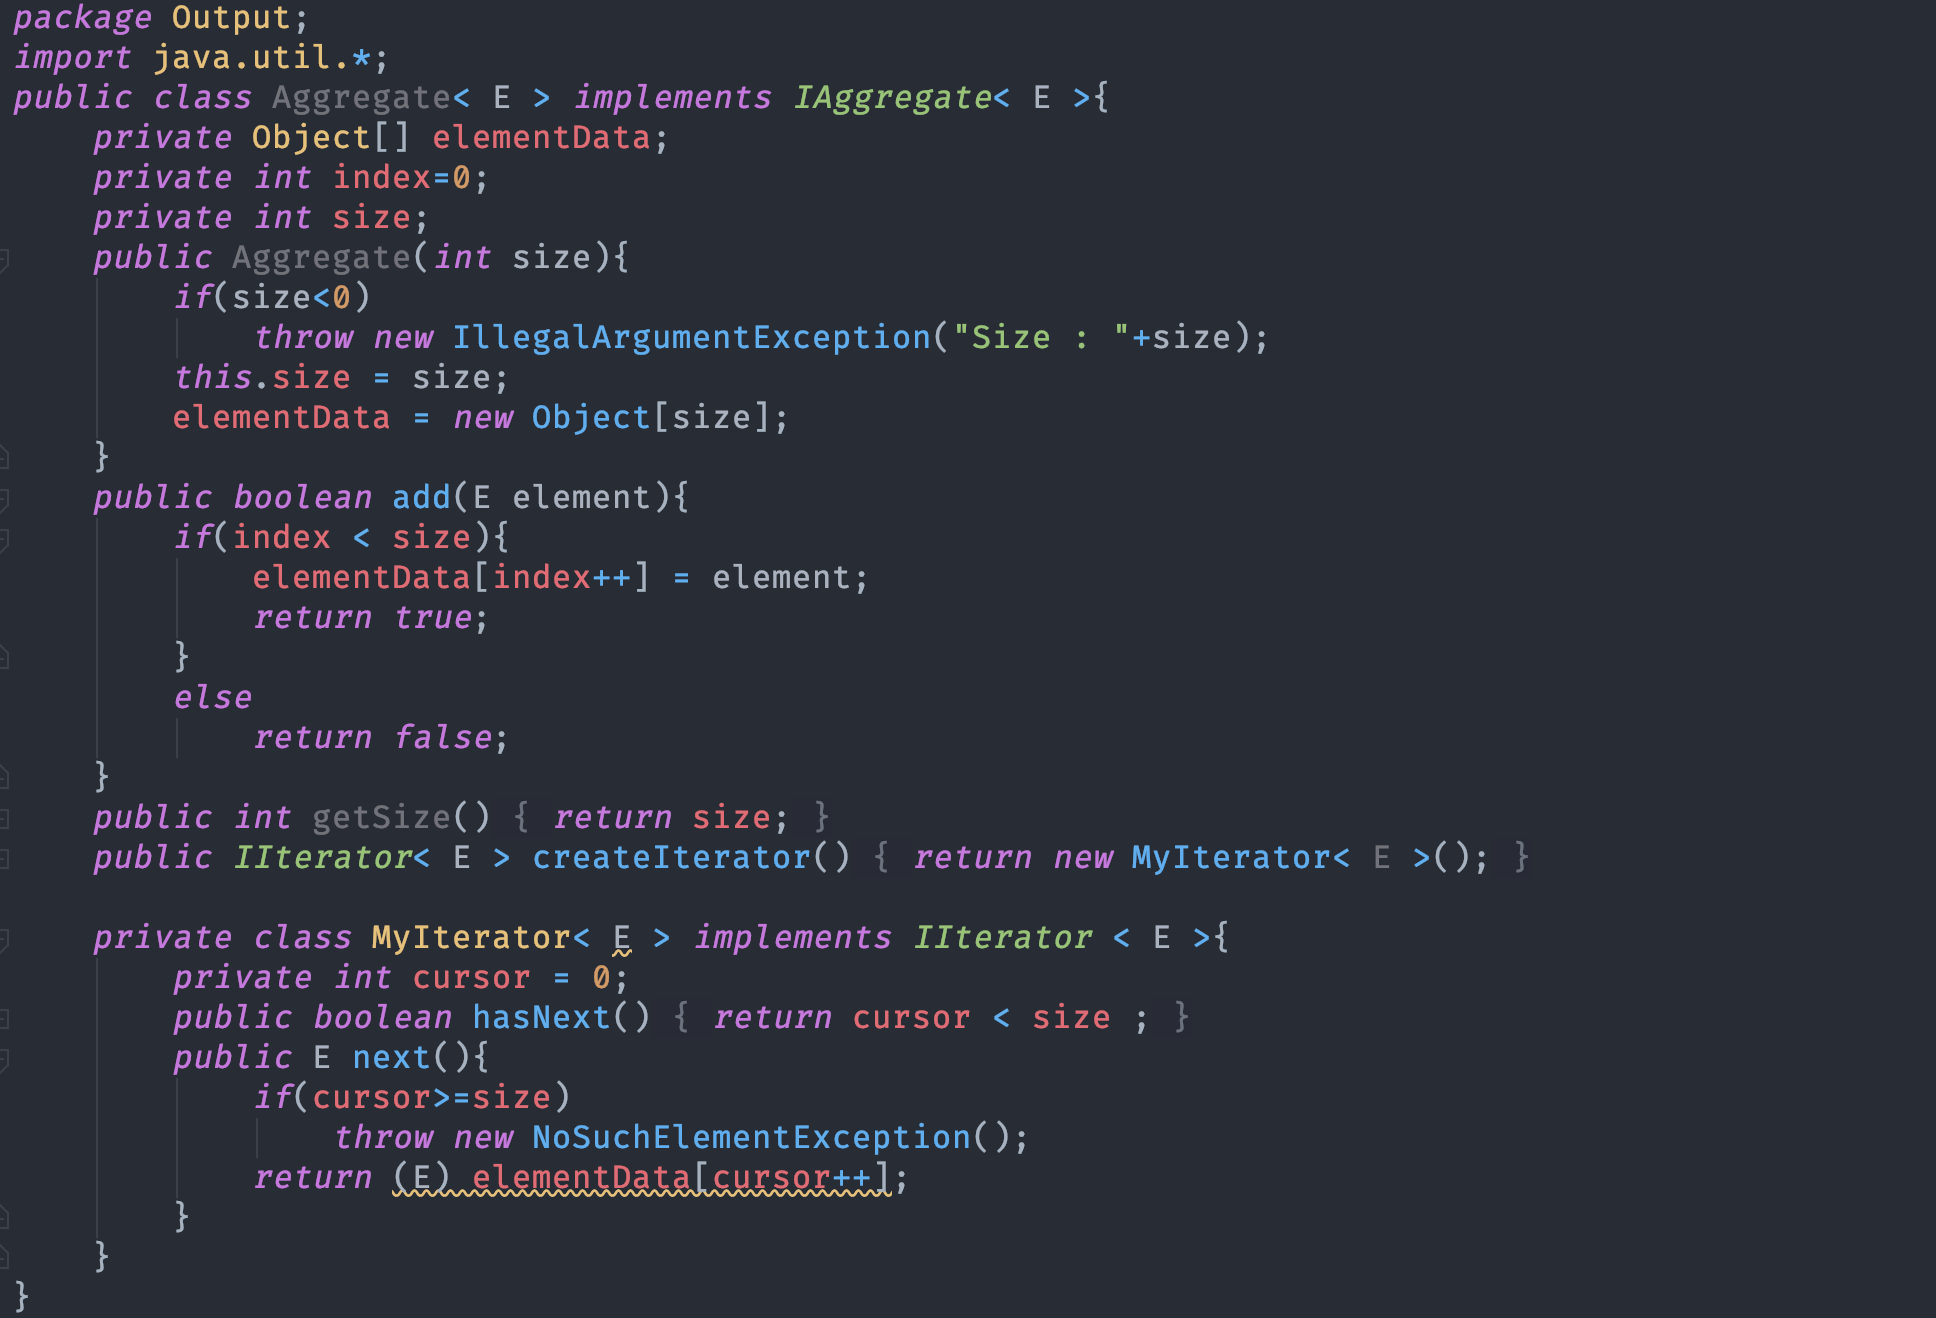 package Output;
import java.util.*;
public class Aggregate< E > implements IAggregate< E >{
    private Object[] elementData;
    private int index=0;
    private int size;
    public Aggregate(int size){
        if(size<0)
            throw new IllegalArgumentException("Size : "+size);
        this.size = size;
        elementData = new Object[size];
    }
    public boolean add(E element){
        if(index < size){
            elementData[index++] = element;
            return true;
        }
        else
            return false;
    }
    public int getSize() { return size; }
    public IIterator< E > createIterator() { return new MyIterator< E >(); }

    private class MyIterator< E > implements IIterator < E >{
        private int cursor = 0;
        public boolean hasNext() { return cursor < size ; }
        public E next(){
            if(cursor>=size)
                throw new NoSuchElementException();
            return (E) elementData[cursor++];
        }
    }
}